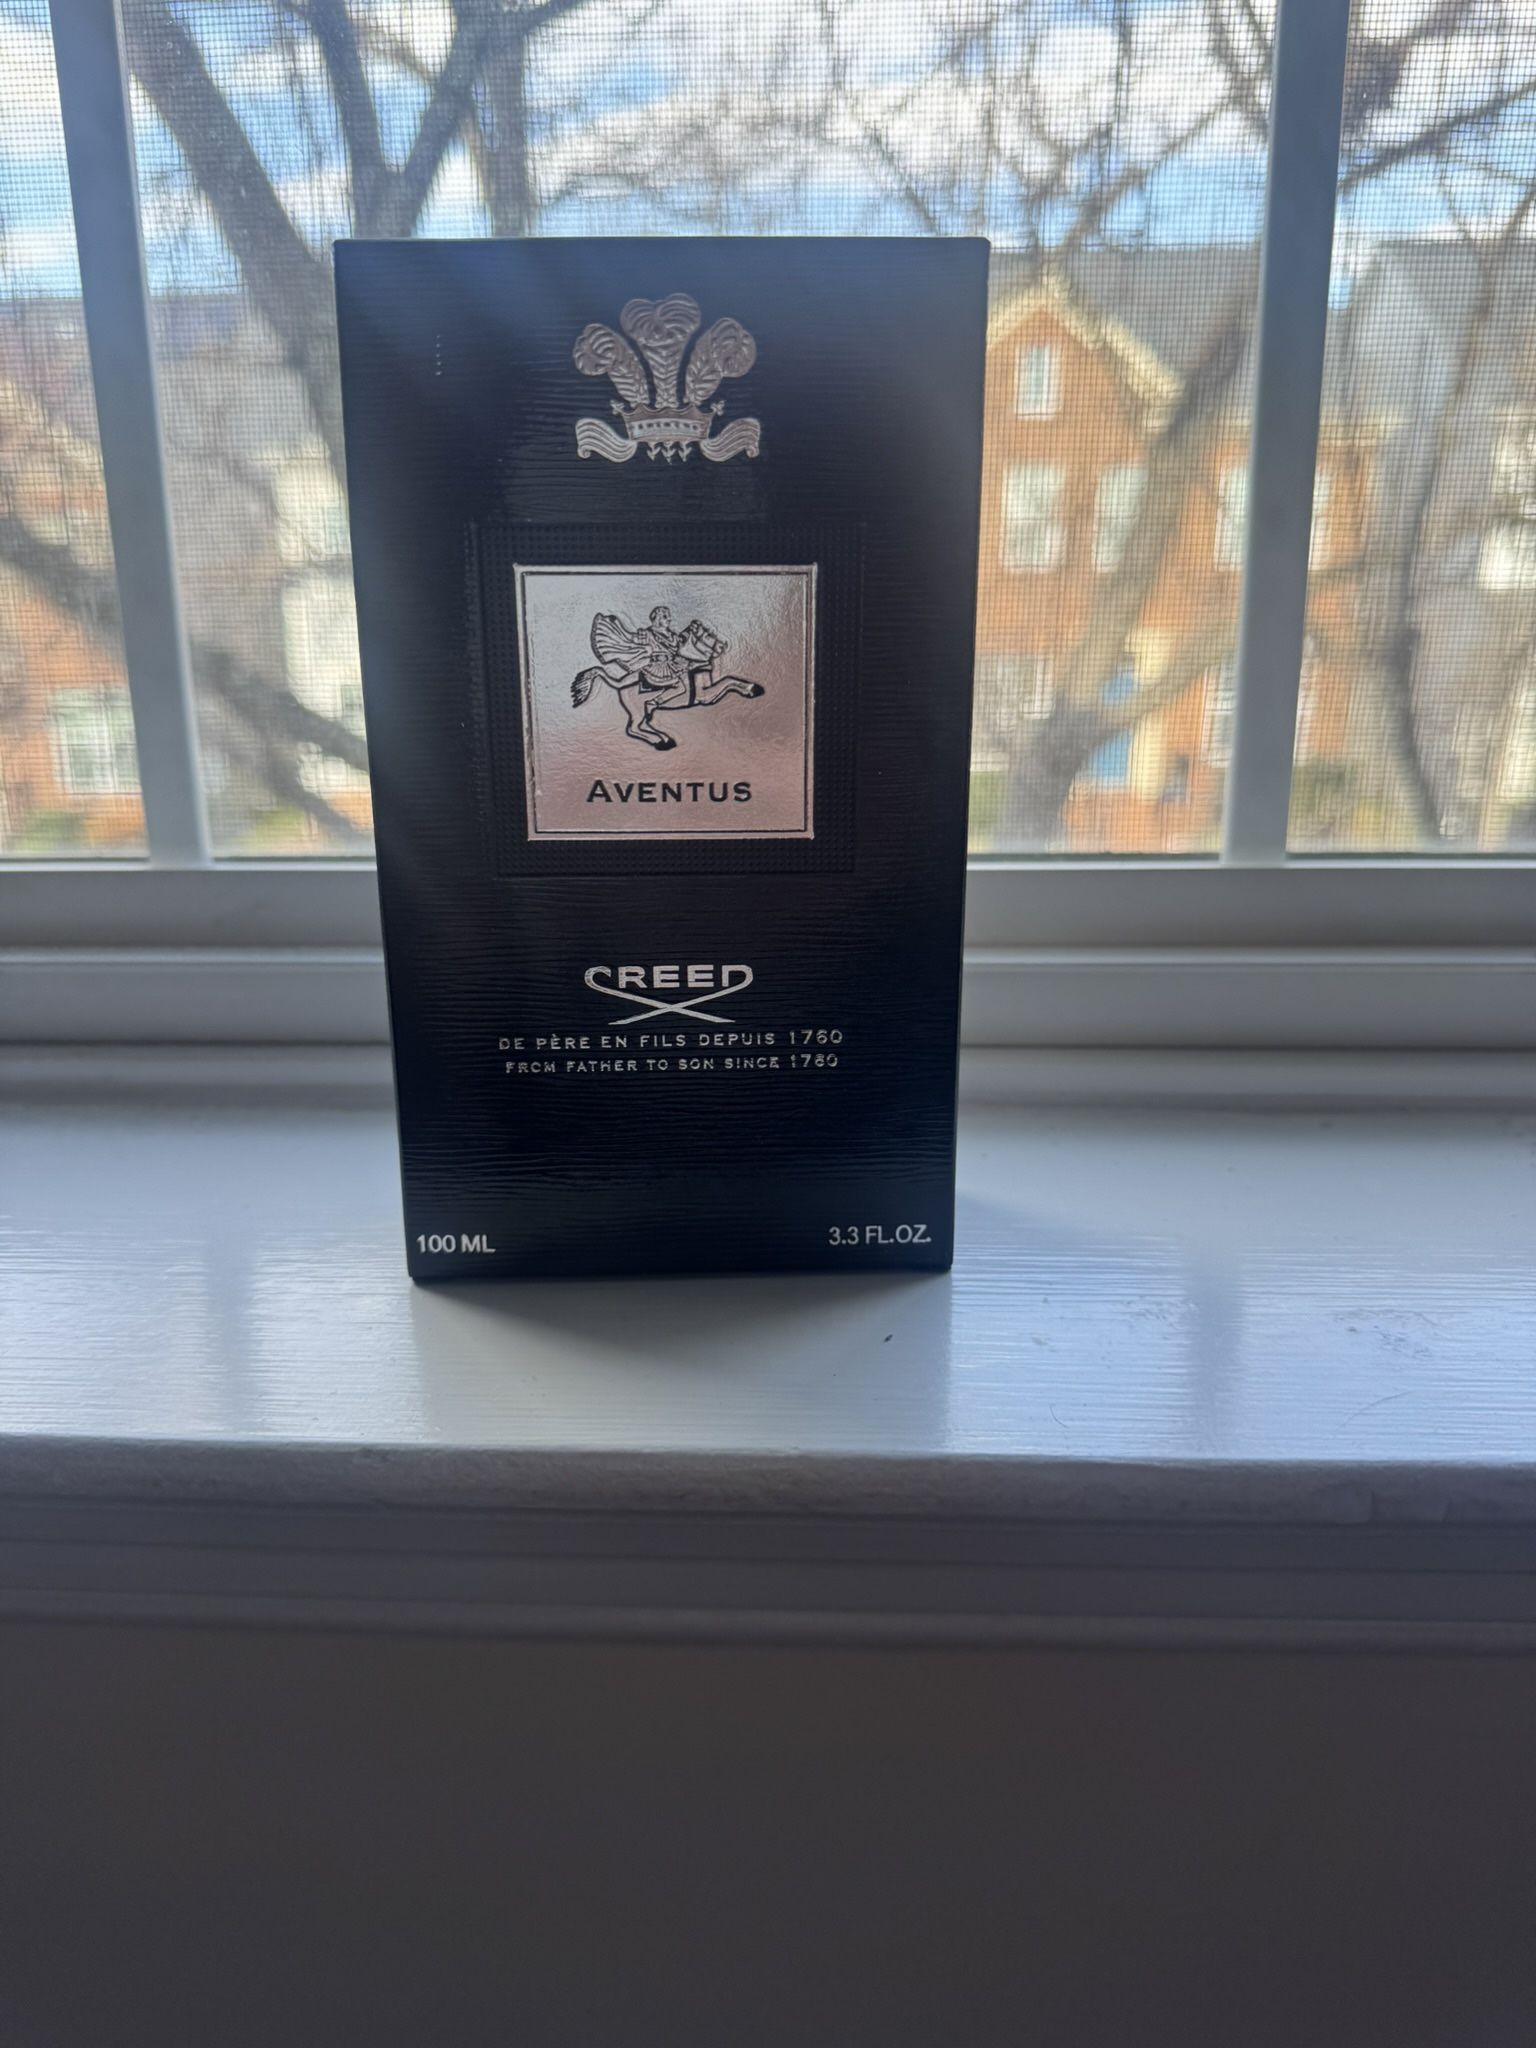 AVENTUS
CREED
DE PÈRE EN FILS DEPUIS 1760
FROM FATHER TO SON SINCE 1760
100 ML
3.3 FL.OZ.